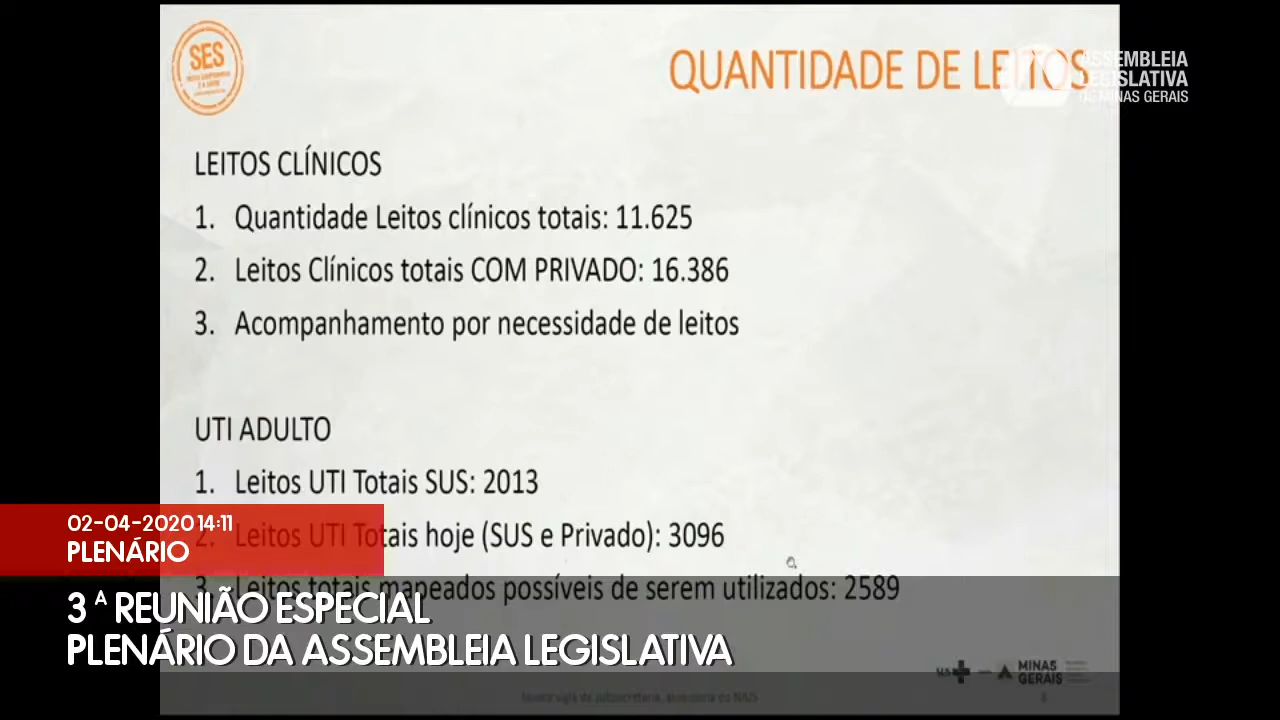 SES
QUANTIDADE DE LEITOS
ASSEMBLEIA
LEGISLATIVA
DE MINAS GERAIS
LEITOS CLÍNICOS
1. Quantidade Leitos clínicos totais: 11.625
2. Leitos Clínicos totais COM PRIVADO: 16.386
3. Acompanhamento por necessidade de leitos
UTI ADULTO
1. Leitos UTI Totais SUS: 2013
2. Leitos UTI Totais hoje (SUS e Privado): 3096
3. Leitos totais mapeados possíveis de serem utilizados: 2589
02-04-2020 14:11
PLENÁRIO
3ª REUNIÃO ESPECIAL
PLENÁRIO DA ASSEMBLEIA LEGISLATIVA
SUS
MINAS
GERAIS